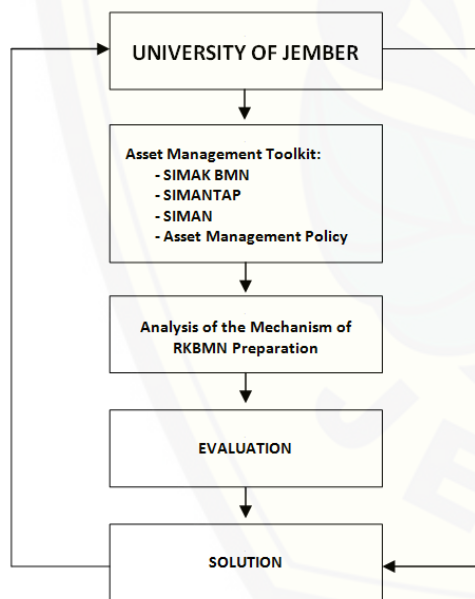 UNIVERSITY OF JEMBER
Asset Management Toolkit:
- SIMAK BMN
- SIMANTAP
- SIMAN
- Asset Management Policy
Analysis of the Mechanism of
RKBMN Preparation
EVALUATION
SOLUTION